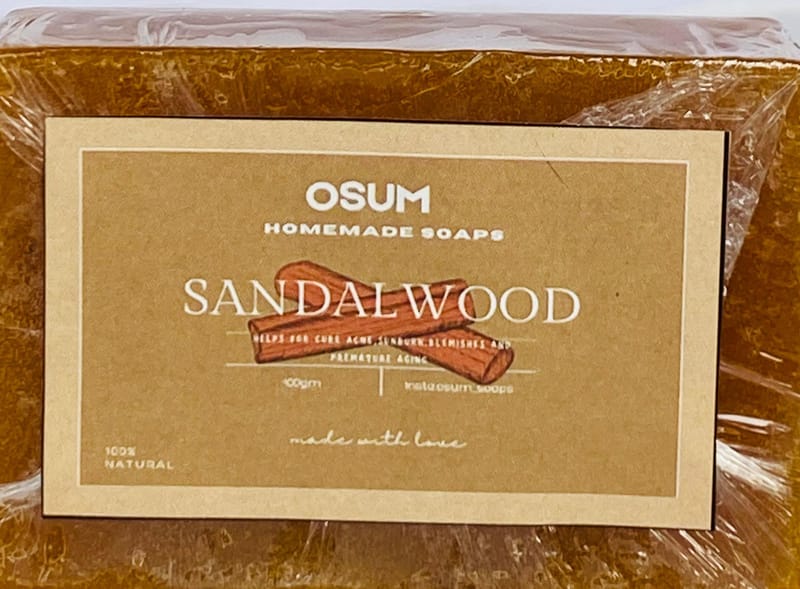 OSUM
HOMEMADE SOAPS
SANDALWOOD
HELPS FOR CURE ACNE,SUNBURN,BLEMISHES AND
PREMATURE AGING
100gm
Insta:osum_soaps
made with love
100%
NATURAL